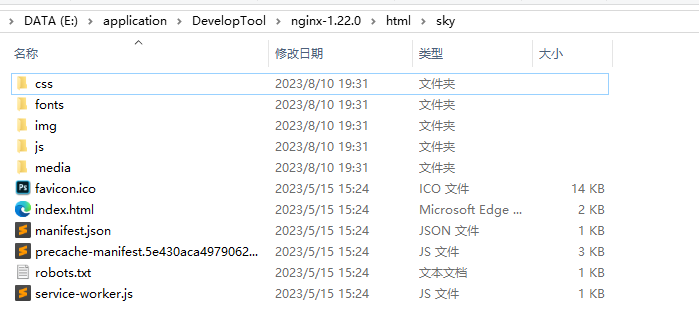 DATA (E:) > application > DevelopTool > nginx-1.22.0 > html > sky
名称 修改日期 类型 大小
css 2023/8/10 19:31 文件夹
fonts 2023/8/10 19:31 文件夹
img 2023/8/10 19:31 文件夹
js 2023/8/10 19:31 文件夹
media 2023/8/10 19:31 文件夹
favicon.ico 2023/5/15 15:24 ICO 文件 14 KB
index.html 2023/5/15 15:24 Microsoft Edge ... 2 KB
manifest.json 2023/5/15 15:24 JSON 文件 1 KB
precache-manifest.5e430aca4979062... 2023/5/15 15:24 JS 文件 3 KB
robots.txt 2023/5/15 15:24 文本文档 1 KB
service-worker.js 2023/5/15 15:24 JS 文件 1 KB